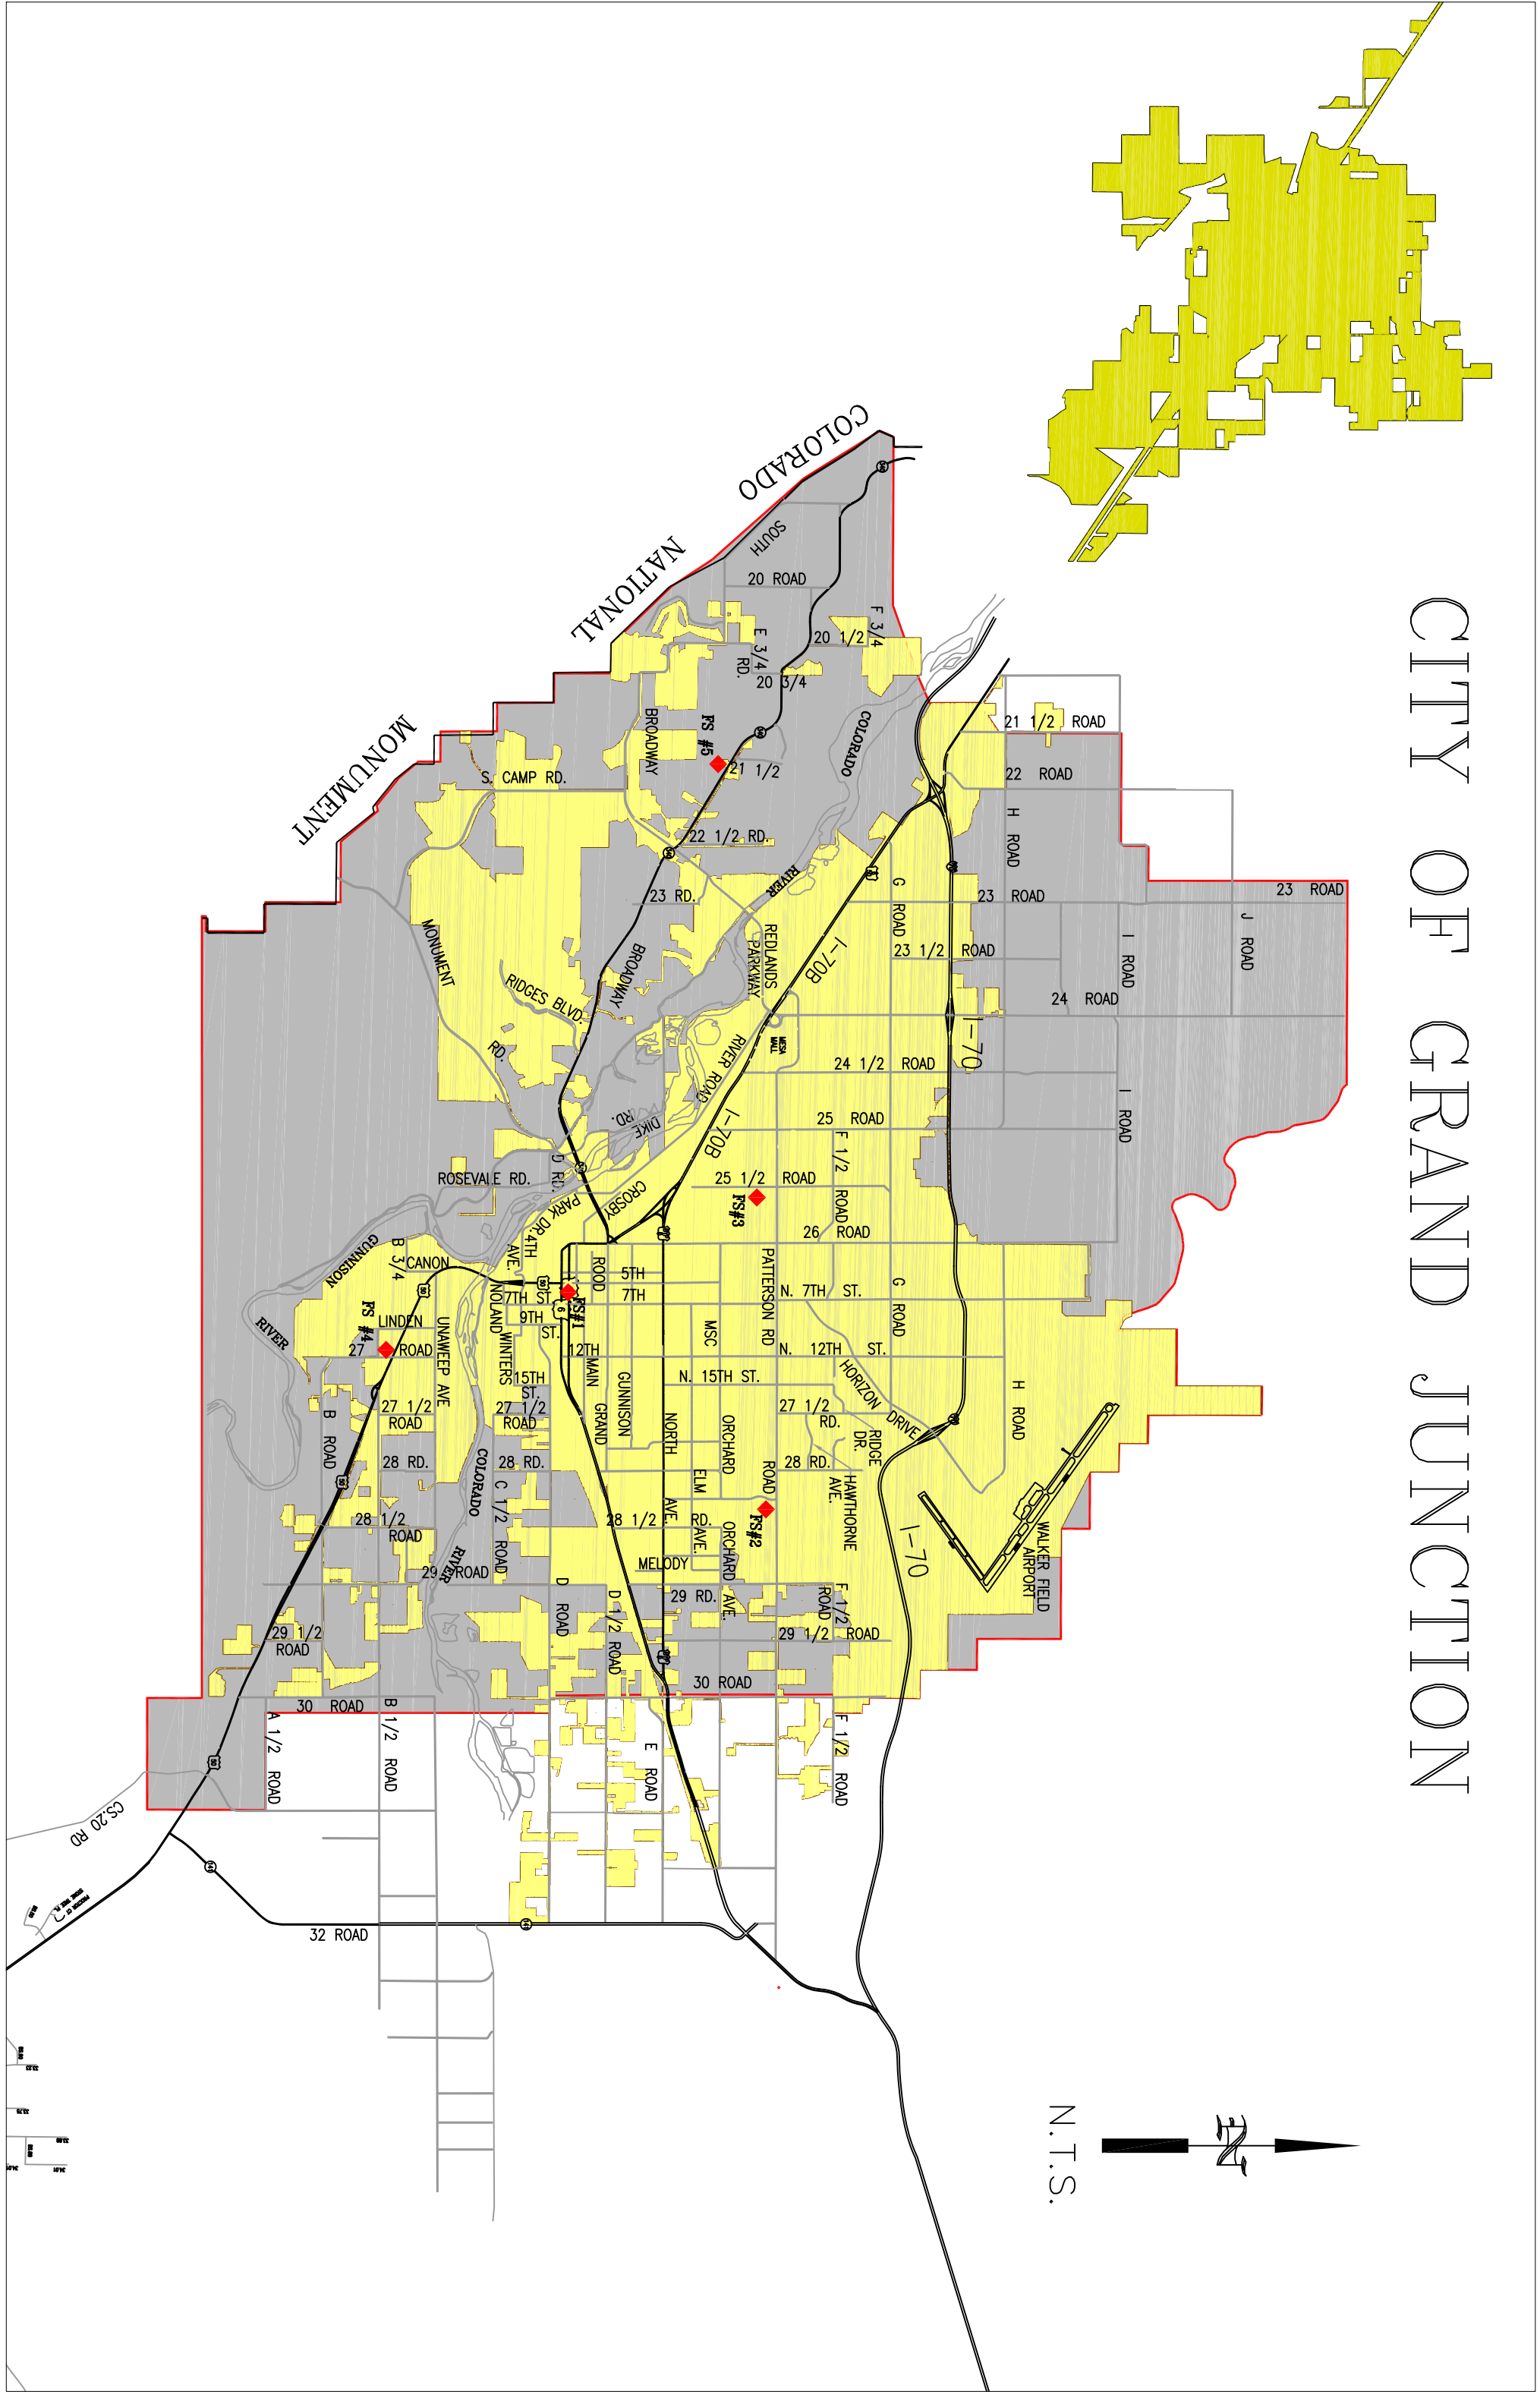 CITY OF GRAND JUNCTION
COLORADO
NATIONAL
MONUMENT
SOUTH
20 ROAD
F 3/4
20 1/2
E 3/4
RD.
20 3/4
FS #5
21 1/2
BROADWAY
COLORADO
RIVER
S. CAMP RD.
22 1/2 RD.
23 RD.
BROADWAY
MONUMENT
RD.
RIDGES BLVD.
REDLANDS
PARKWAY
RIVER ROAD
MESA
MALL
DIKE
RD.
I-70B
I-70B
I-70
21 1/2 ROAD
22 ROAD
H ROAD
23 ROAD
23 ROAD
G ROAD
23 1/2 ROAD
I ROAD
J ROAD
24 ROAD
24 1/2 ROAD
I ROAD
25 ROAD
F 1/2 ROAD
25 1/2 ROAD
FS#3
26 ROAD
ROSEVALE RD.
D RD.
CROSBY
PARK DR.
4TH
AVE.
GUNNISON
RIVER
B 3/4
CANON
50
FS #4
LINDEN
27 ROAD
UNAWEEP AVE
NOLAND
WINTERS
7TH ST.
9TH
ST.
50
6
FS#1
ROOD
5TH
7TH
12TH
MAIN
GRAND
GUNNISON
15TH
ST.
27 1/2
ROAD
27 1/2
ROAD
MSC
PATTERSON RD
N. 7TH ST.
G ROAD
N. 12TH ST.
N. 15TH ST.
HORIZON DRIVE
H ROAD
27 1/2
RD.
RIDGE
DR.
NORTH
AVE.
ORCHARD
ROAD
B ROAD
28 RD.
COLORADO
RIVER
28 RD.
C 1/2 ROAD
ELM
AVE.
28 RD.
HAWTHORNE
AVE.
FS#2
28 1/2
ROAD
28 1/2 RD.
ORCHARD AVE.
MELODY
I-70
WALKER FIELD
AIRPORT
29 ROAD
D ROAD
D 1/2 ROAD
29 RD.
F 1/2
ROAD
29 1/2
ROAD
29 1/2 ROAD
30 ROAD
30 ROAD
A 1/2 ROAD
B 1/2 ROAD
E ROAD
F 1/2 ROAD
50
CS.20 RD
141
32 ROAD
141
N
N.T.S.